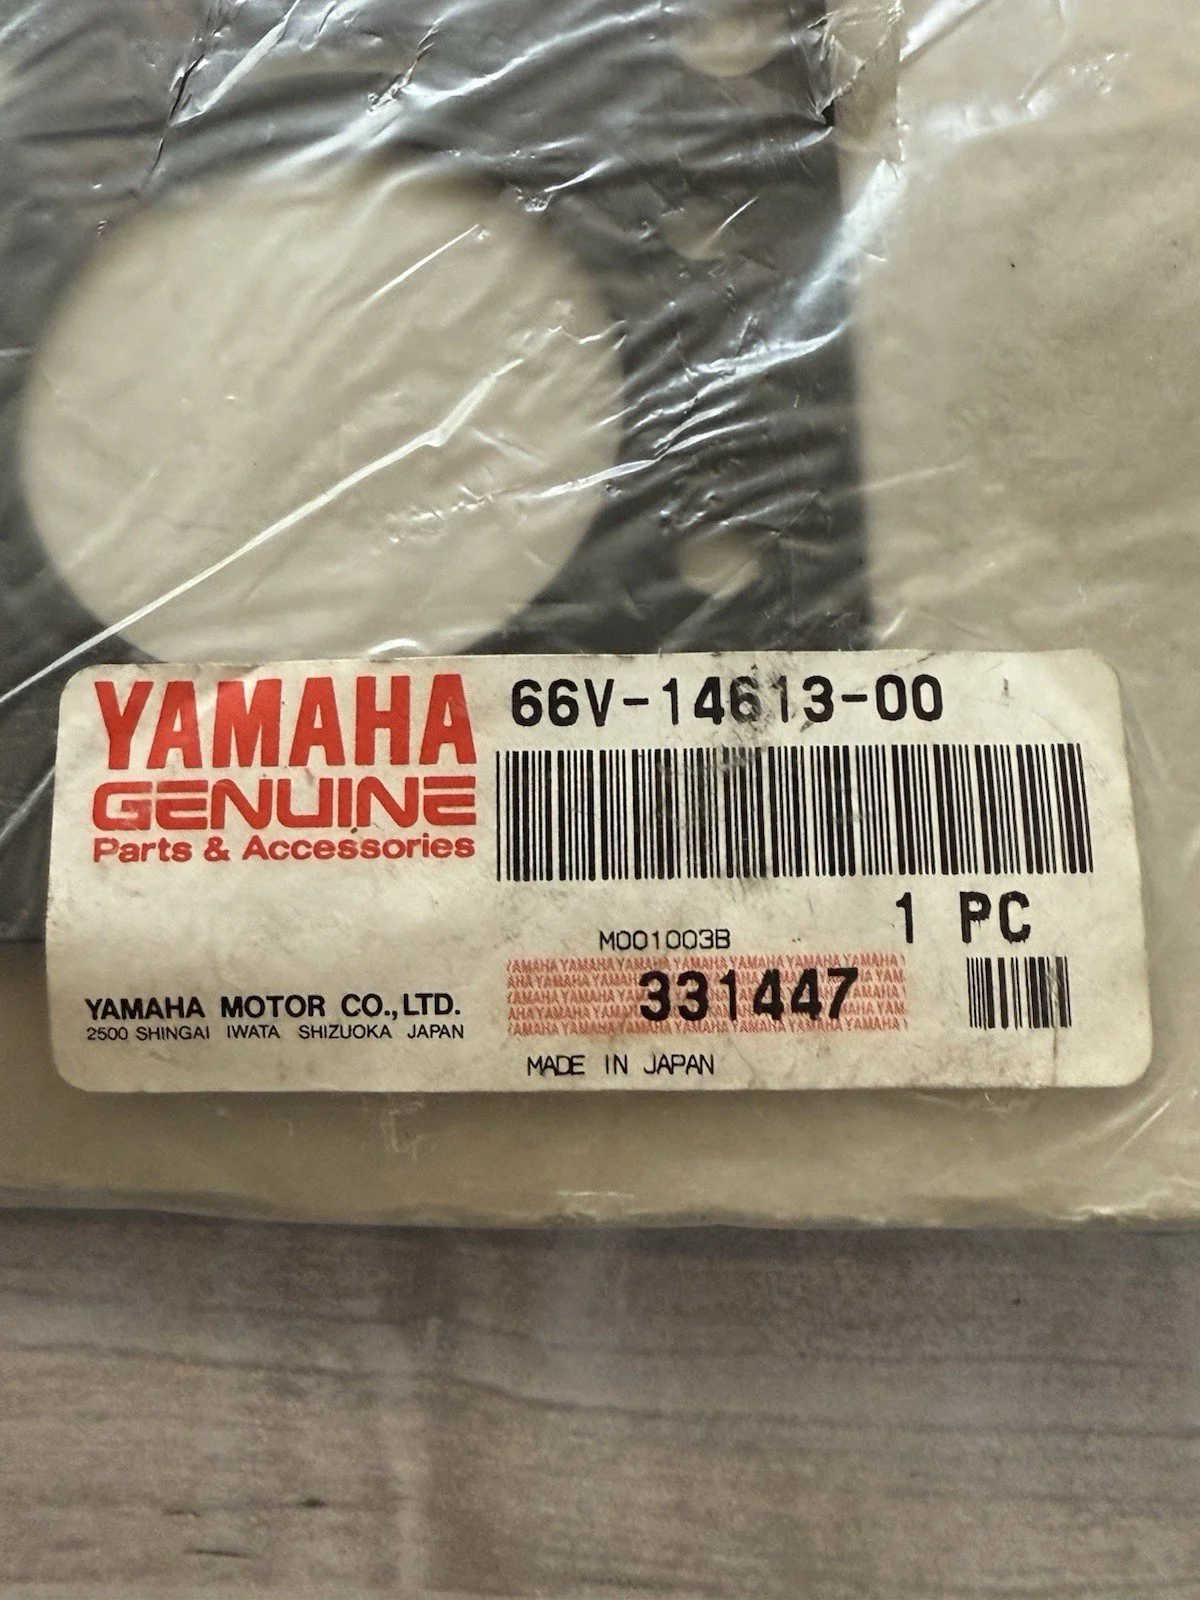 YAMAHA
GENUINE
Parts & Accessories
66V-14613-00
1 PC
M001003B
331447
YAMAHA MOTOR CO.,LTD.
2500 SHINGAI IWATA SHIZUOKA JAPAN
MADE IN JAPAN